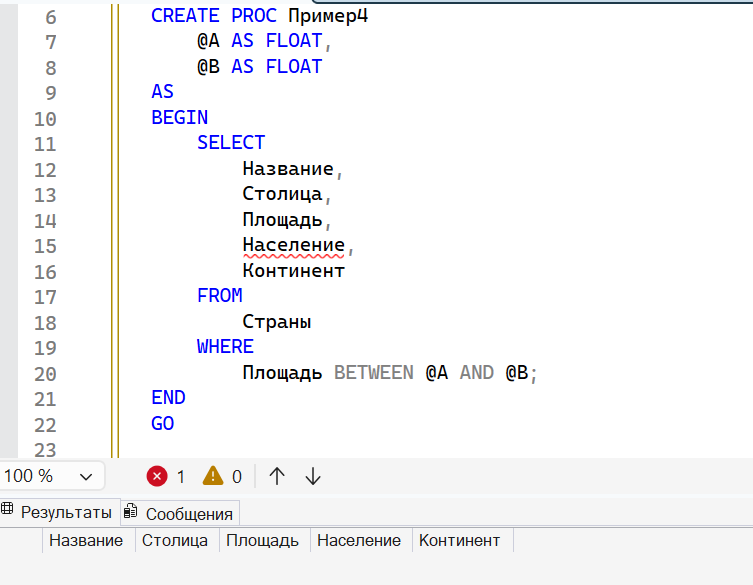 6 CREATE PROC Пример4
7 @A AS FLOAT,
8 @B AS FLOAT
9 AS
10 BEGIN
11 SELECT
12 Название,
13 Столица,
14 Площадь,
15 Население,
16 Континент
17 FROM
18 Страны
19 WHERE
20 Площадь BETWEEN @A AND @B;
21 END
22 GO
23
100 % 1 0
Результаты Сообщения
Название Столица Площадь Население Континент